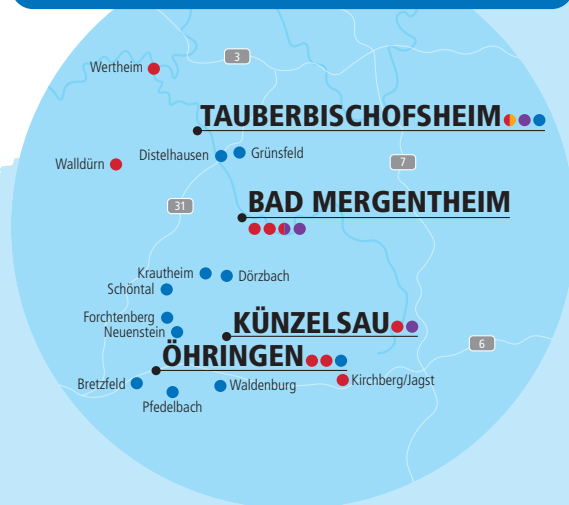 3
Wertheim
TAUBERBISCHOFSHEIM
Distelhausen
Grünsfeld
Walldürn
7
31
BAD MERGENTHEIM
Krautheim
Dörzbach
Schöntal
Forchtenberg
Neuenstein
KÜNZELSAU
6
ÖHRINGEN
Bretzfeld
Waldenburg
Kirchberg/Jagst
Pfedelbach